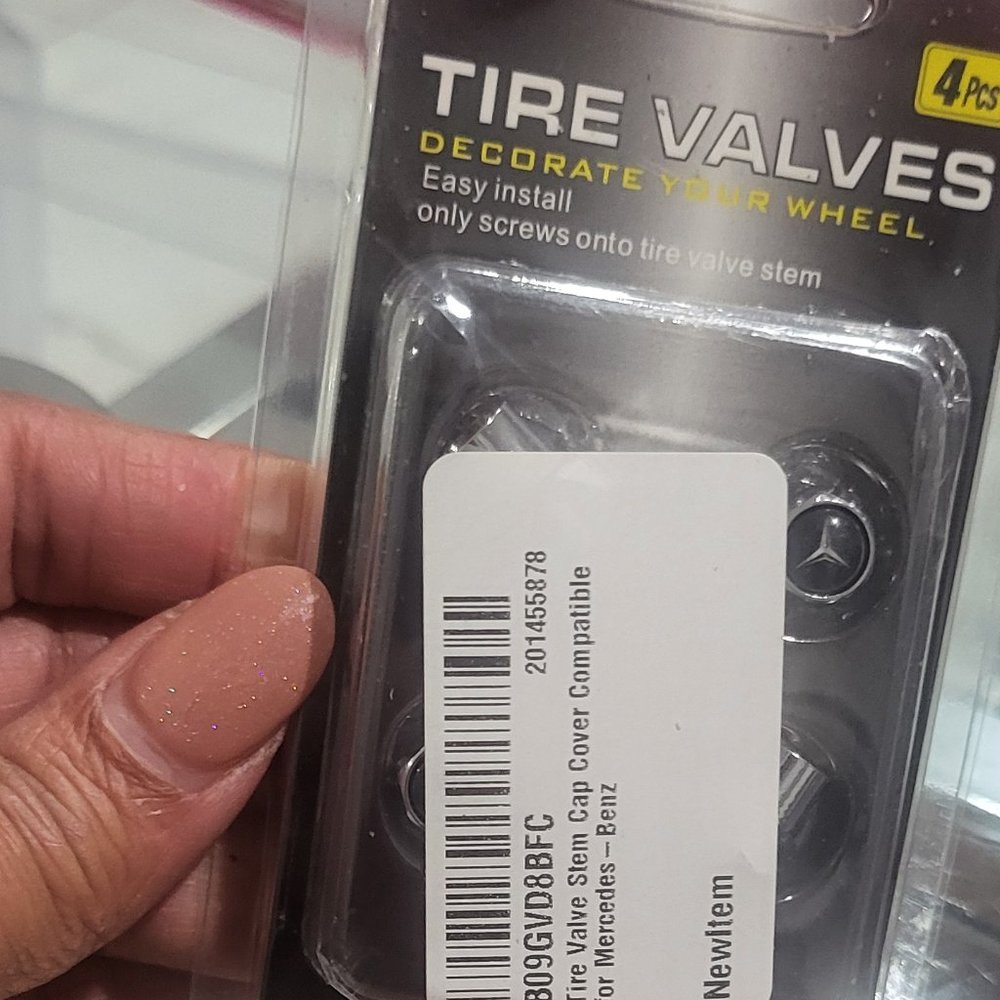 4PCS
TIRE VALVES
DECORATE YOUR WHEEL
Easy install
only screws onto tire valve stem
201455878
B09GVD8BFC
Tire Valve Stem Cap Cover Compatible
for Mercedes – Benz
NewItem